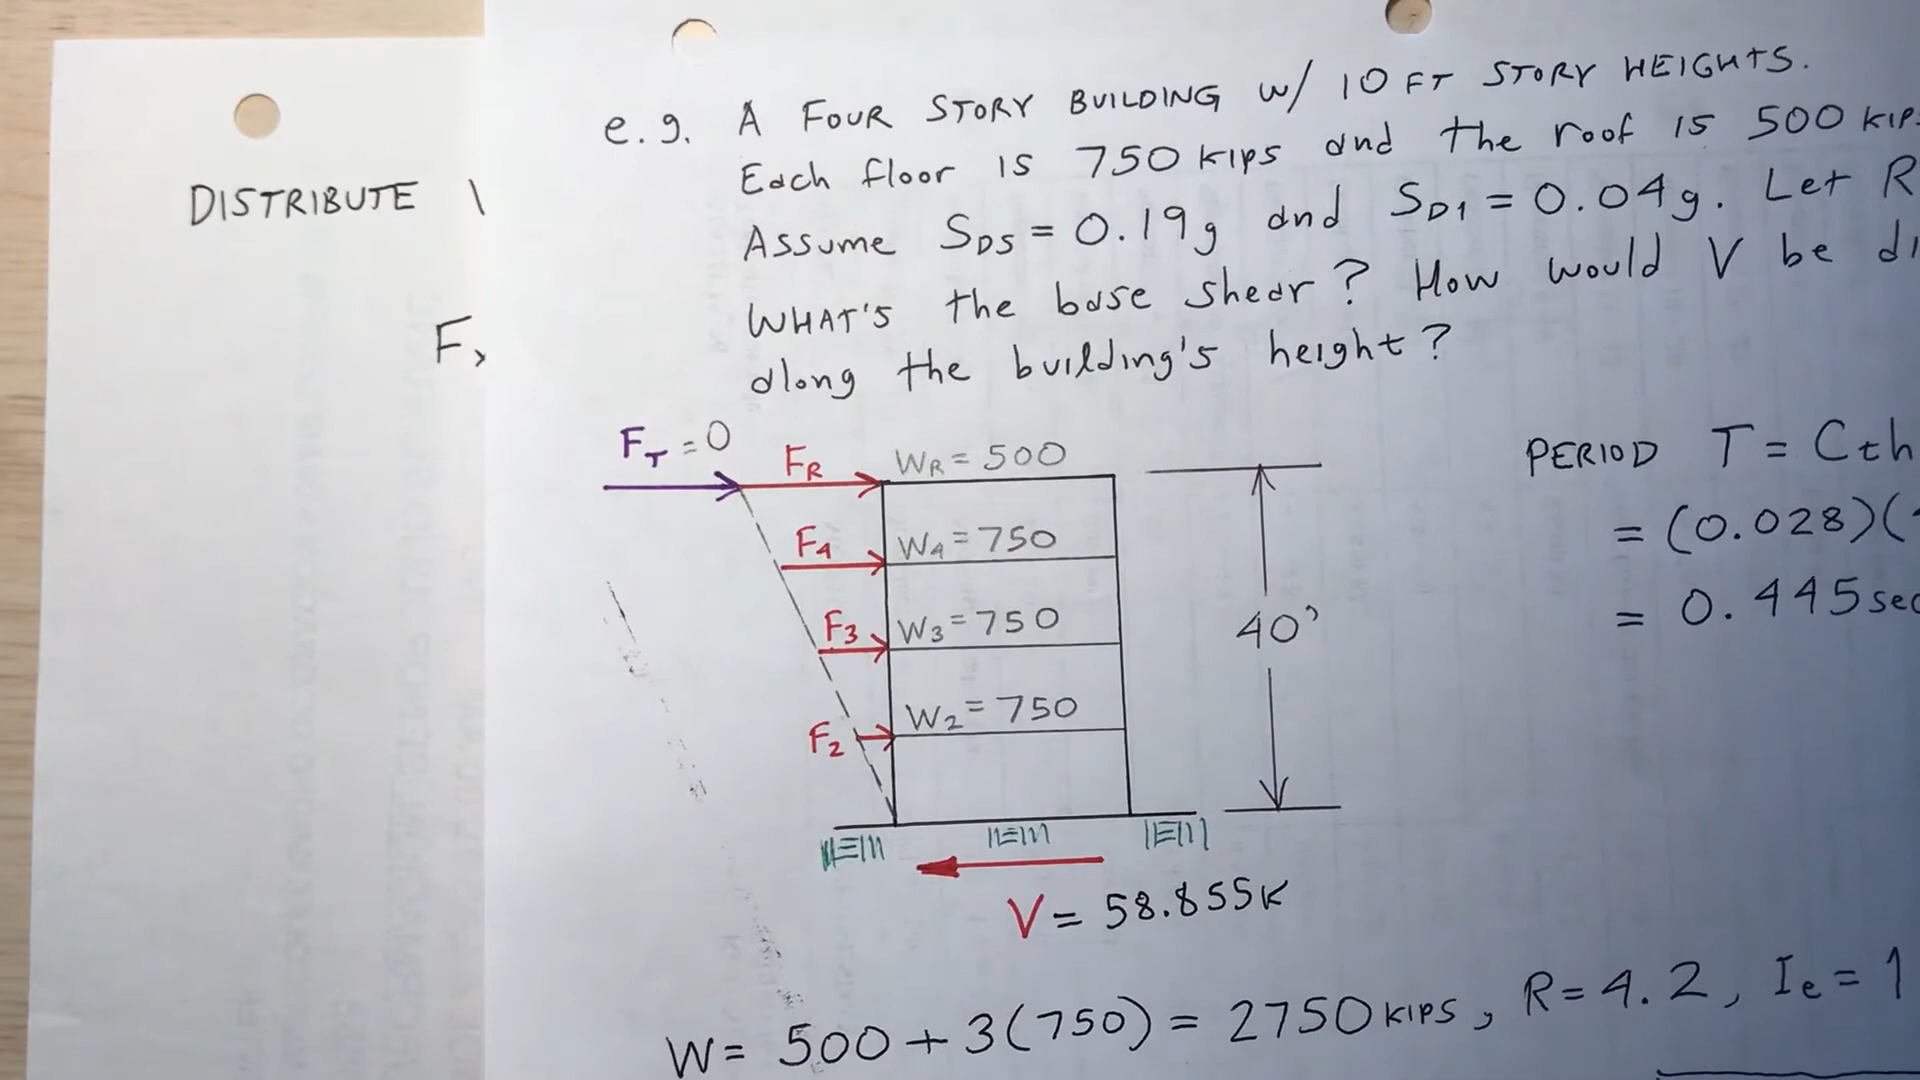 DISTRIBUTE
e.g. A FOUR STORY BUILDING w/ 10 FT STORY HEIGHTS.
Each floor is 750 kips and the roof is 500
Assume SDS = 0.19g and SD1 = 0.04g. Let R
WHAT'S the base shear? How would V be
along the building's height?
FT = 0
FR
WR = 500
PERIOD T = Cth
F4
W4 = 750
= (0.028)(
F3
W3 = 750
40'
= 0.445 sec
F2
W2 = 750
V = 58.855K
W = 500 + 3(750) = 2750 KIPS, R = 4.2, Ie = 1